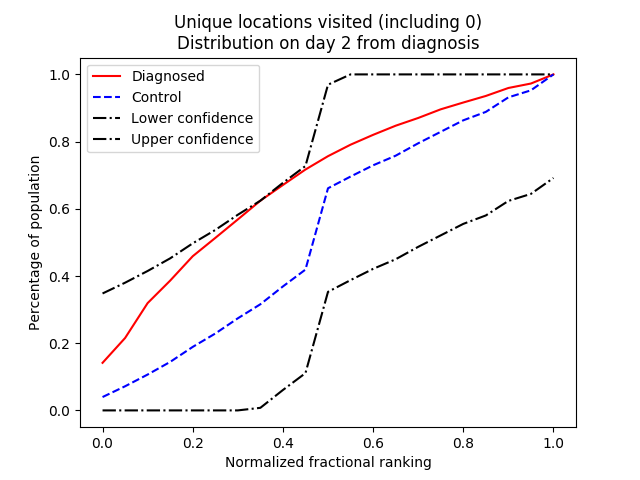 Unique locations visited (including 0)
Distribution on day 2 from diagnosis
Diagnosed
Control
Lower confidence
Upper confidence
Percentage of population
1.0
0.8
0.6
0.4
0.2
0.0
0.0 0.2 0.4 0.6 0.8 1.0
Normalized fractional ranking